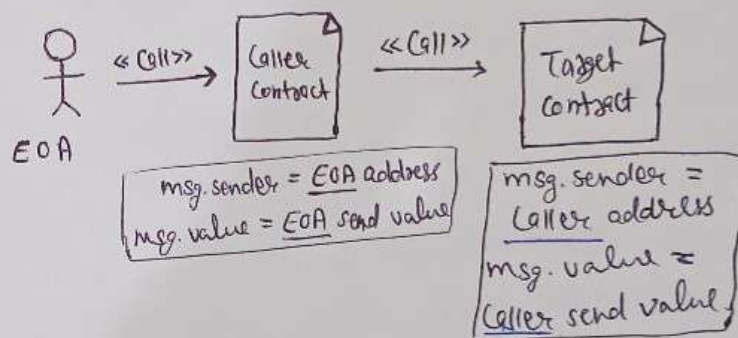 <<Call>>
Caller
Contract
<<Call>>
Target
Contract
EOA
msg.sender = EOA address
msg.value = EOA send value
msg.sender =
Caller address
msg.value =
Caller send value